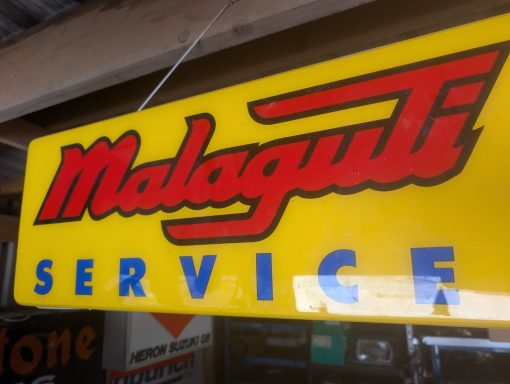 Malaguti
SERVICE
tone
HERON SUZUKI GB